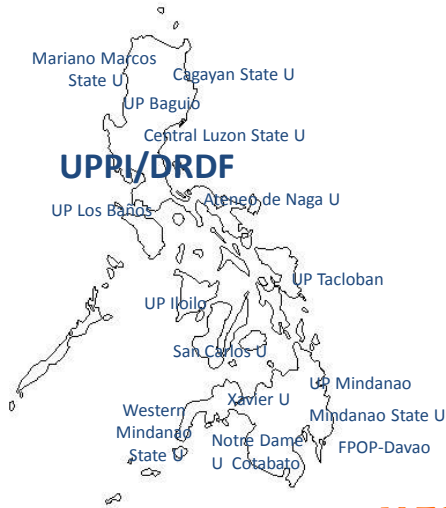 Mariano Marcos
State U
Cagayan State U
UP Baguio
Central Luzon State U
UPPI/DRDF
Ateneo de Naga U
UP Los Baños
UP Tacloban
UP Iloilo
San Carlos U
UP Mindanao
Xavier U
Western
Mindanao
State U
Mindanao State U
Notre Dame
U Cotabato
FPOP-Davao